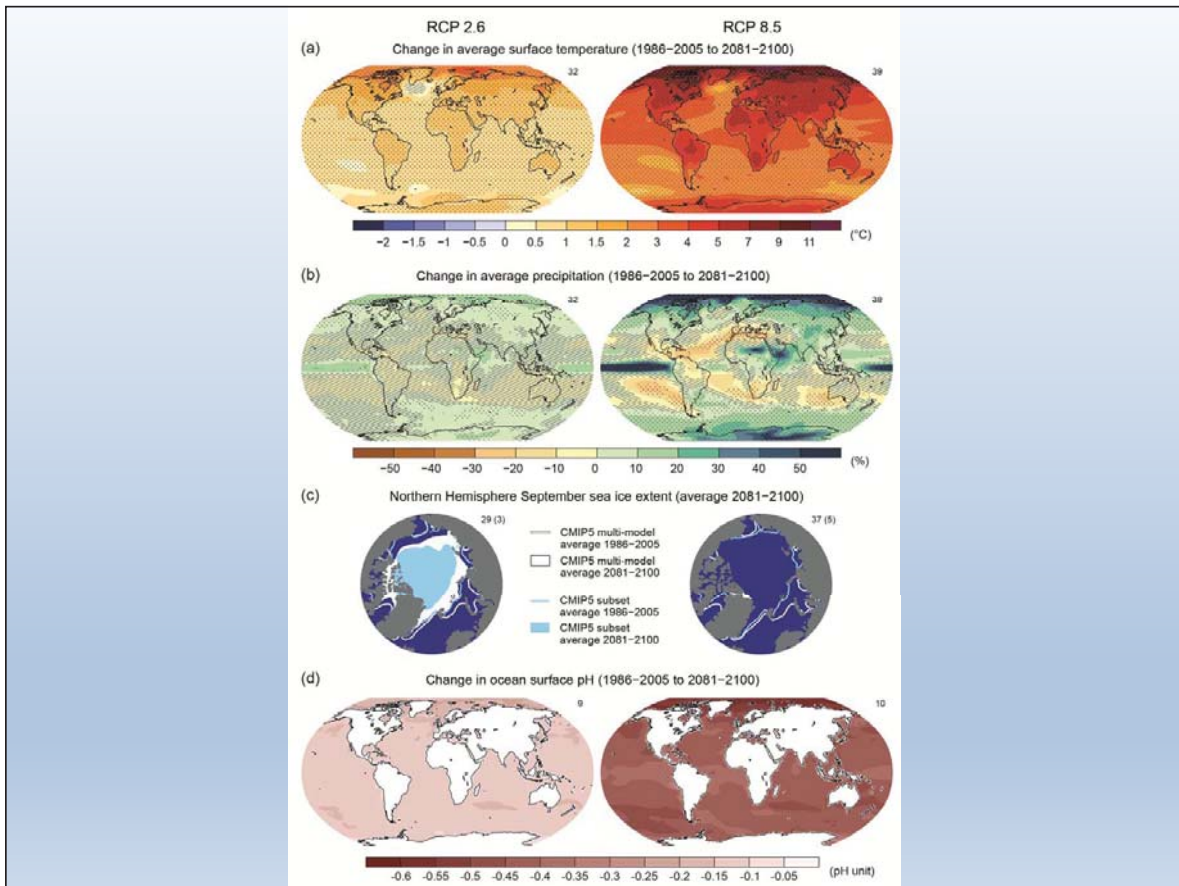 RCP 2.6 RCP 8.5
(a) Change in average surface temperature (1986−2005 to 2081−2100)
32 39
−2 −1.5 −1 −0.5 0 0.5 1 1.5 2 3 4 5 7 9 11 (°C)
(b) Change in average precipitation (1986−2005 to 2081−2100)
32 39
−50 −40 −30 −20 −10 0 10 20 30 40 50 (%)
(c) Northern Hemisphere September sea ice extent (average 2081−2100)
29 (3) 37 (5)
CMIP5 multi-model
average 1986−2005
CMIP5 multi-model
average 2081−2100
CMIP5 subset
average 1986−2005
CMIP5 subset
average 2081−2100
(d) Change in ocean surface pH (1986−2005 to 2081−2100)
9 10
-0.6 -0.55 -0.5 -0.45 -0.4 -0.35 -0.3 -0.25 -0.2 -0.15 -0.1 -0.05 (pH unit)